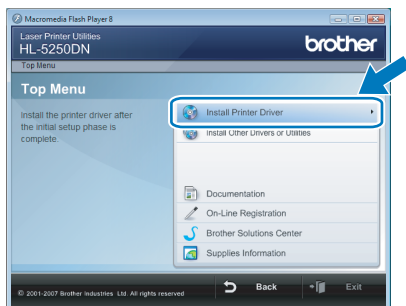 Macromedia Flash Player 8
Laser Printer Utilities
HL-5250DN
brother
Top Menu
Top Menu
Install the printer driver after
the initial setup phase is
complete.
Install Printer Driver
Install Other Drivers or Utilities
Documentation
On-Line Registration
Brother Solutions Center
Supplies Information
© 2001-2007 Brother Industries Ltd. All rights reserved
Back
Exit